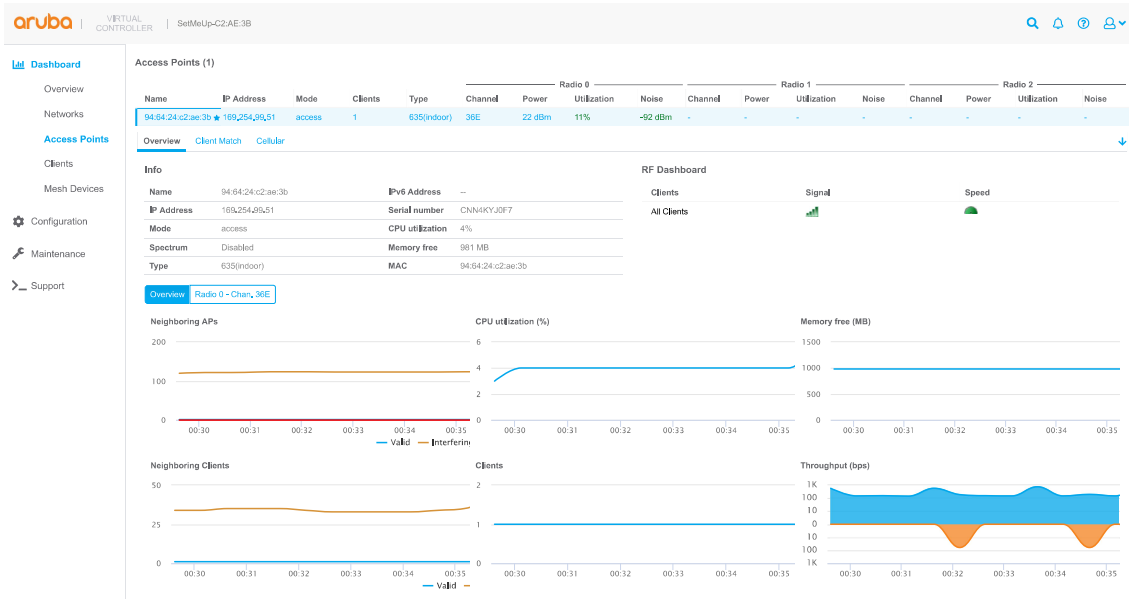 aruba VIRTUAL CONTROLLER SetMeUp-C2:AE:3B
Dashboard
Overview
Networks
Access Points
Clients
Mesh Devices
Configuration
Maintenance
Support
Access Points (1)
Radio 0 Radio 1 Radio 2
Name IP Address Mode Clients Type Channel Power Utilization Noise Channel Power Utilization Noise Channel Power Utilization Noise
94:64:24:c2:ae:3b ★ 169.254.99.51 access 1 635(indoor) 36E 22 dBm 11% -92 dBm - - - - - - - -
Overview Client Match Cellular
Info
Name 94:64:24:c2:ae:3b IPv6 Address --
IP Address 169.254.99.51 Serial number CNN4KYJ0F7
Mode access CPU utilization 4%
Spectrum Disabled Memory free 981 MB
Type 635(indoor) MAC 94:64:24:c2:ae:3b
RF Dashboard
Clients Signal Speed
All Clients
Overview Radio 0 - Chan. 36E
Neighboring APs
200
100
0
00:30 00:31 00:32 00:33 00:34 00:35
Valid Interfering
CPU utilization (%)
6
4
2
0
00:30 00:31 00:32 00:33 00:34 00:35
Memory free (MB)
1500
1000
500
0
00:30 00:31 00:32 00:33 00:34 00:35
Neighboring Clients
50
25
0
00:30 00:31 00:32 00:33 00:34 00:35
Valid
Clients
2
1
0
00:30 00:31 00:32 00:33 00:34 00:35
Throughput (bps)
1K
100
10
0
10
100
1K
00:30 00:31 00:32 00:33 00:34 00:35